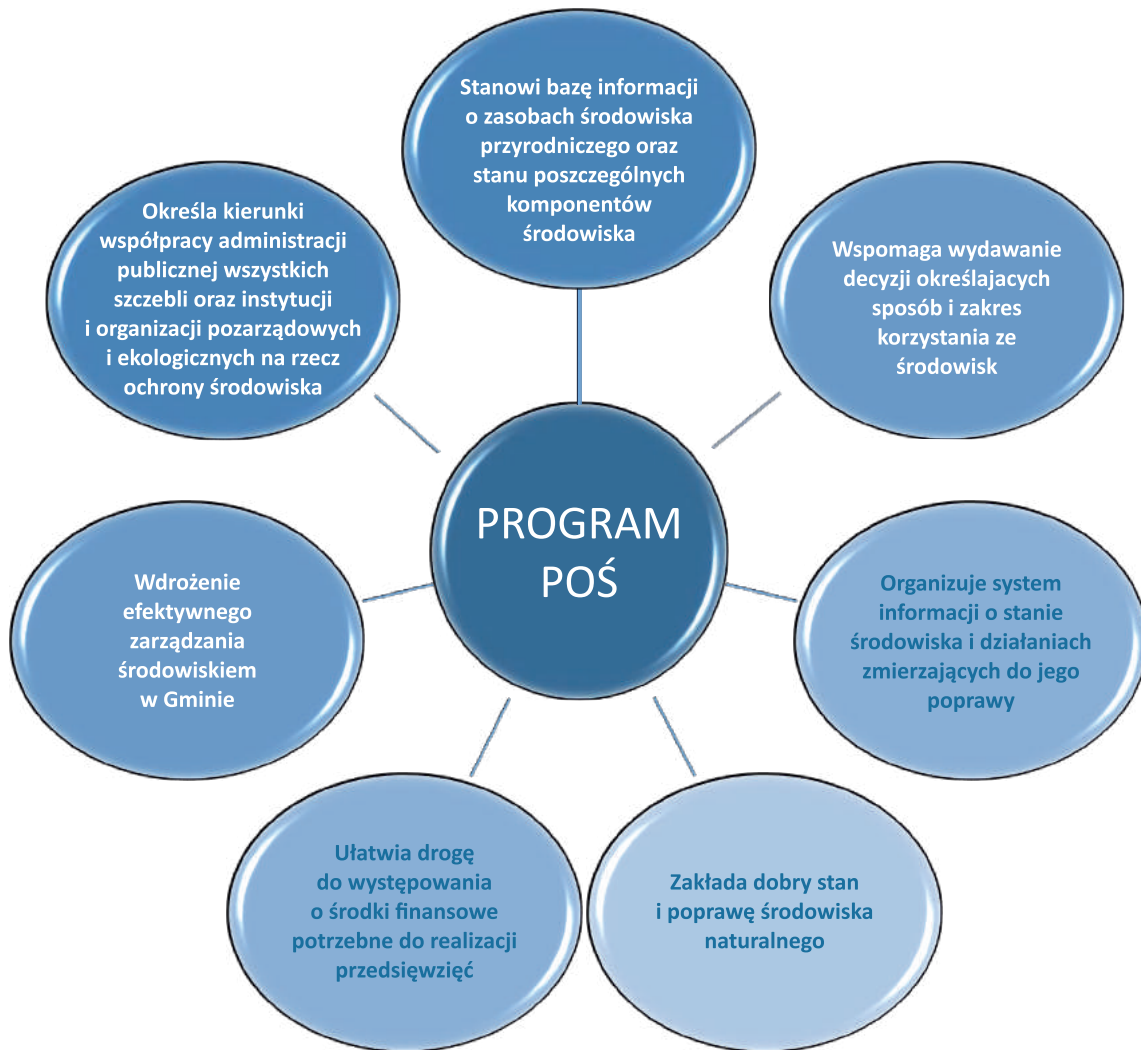 Stanowi bazę informacji
o zasobach środowiska
przyrodniczego oraz
stanu poszczególnych
komponentów
środowiska
Określa kierunki
współpracy administracji
publicznej wszystkich
szczebli oraz instytucji
i organizacji pozarządowych
i ekologicznych na rzecz
ochrony środowiska
Wspomaga wydawanie
decyzji określajacych
sposób i zakres
korzystania ze
środowisk
PROGRAM
POŚ
Wdrożenie
efektywnego
zarządzania
środowiskiem
w Gminie
Organizuje system
informacji o stanie
środowiska i działaniach
zmierzających do jego
poprawy
Ułatwia drogę
do występowania
o środki finansowe
potrzebne do realizacji
przedsięwzięć
Zakłada dobry stan
i poprawę środowiska
naturalnego